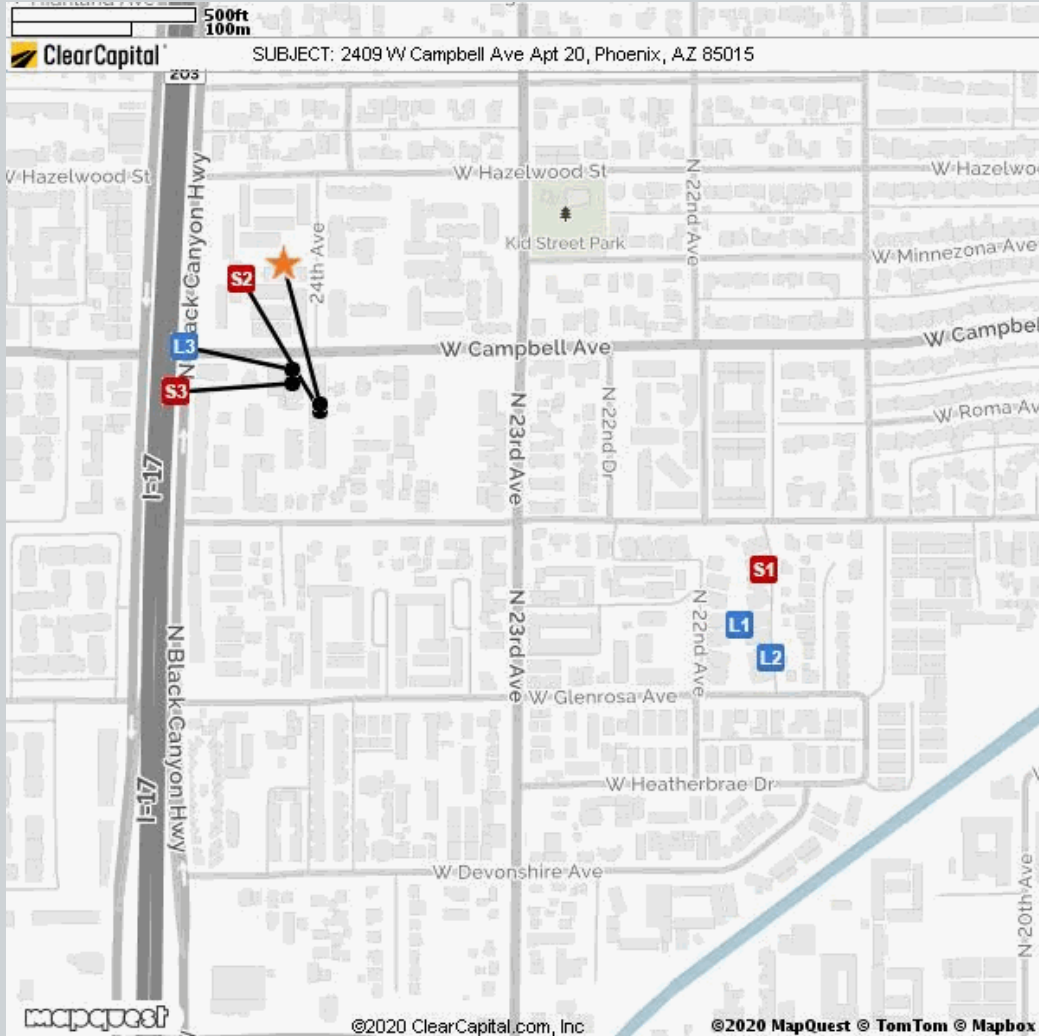 500ft
100m
ClearCapital
SUBJECT: 2409 W Campbell Ave Apt 20, Phoenix, AZ 85015
203
W Hazelwood St
W Hazelwood St
N 22nd Ave
W Hazelwo
Kid Street Park
W Minnezona Ave
24th Ave
S2
Black Canyon Hwy
L3
W Campbell Ave
W Campbel
S3
W Roma Av
N 23rd Ave
N 22nd Dr
I-17
S1
L1
L2
N 23rd Ave
N 22nd Ave
N Black Canyon Hwy
W Glenrosa Ave
W Heatherbrae Dr
I-17
W Devonshire Ave
N 20th Ave
mapquest
©2020 ClearCapital.com, Inc
©2020 MapQuest © TomTom © Mapbox